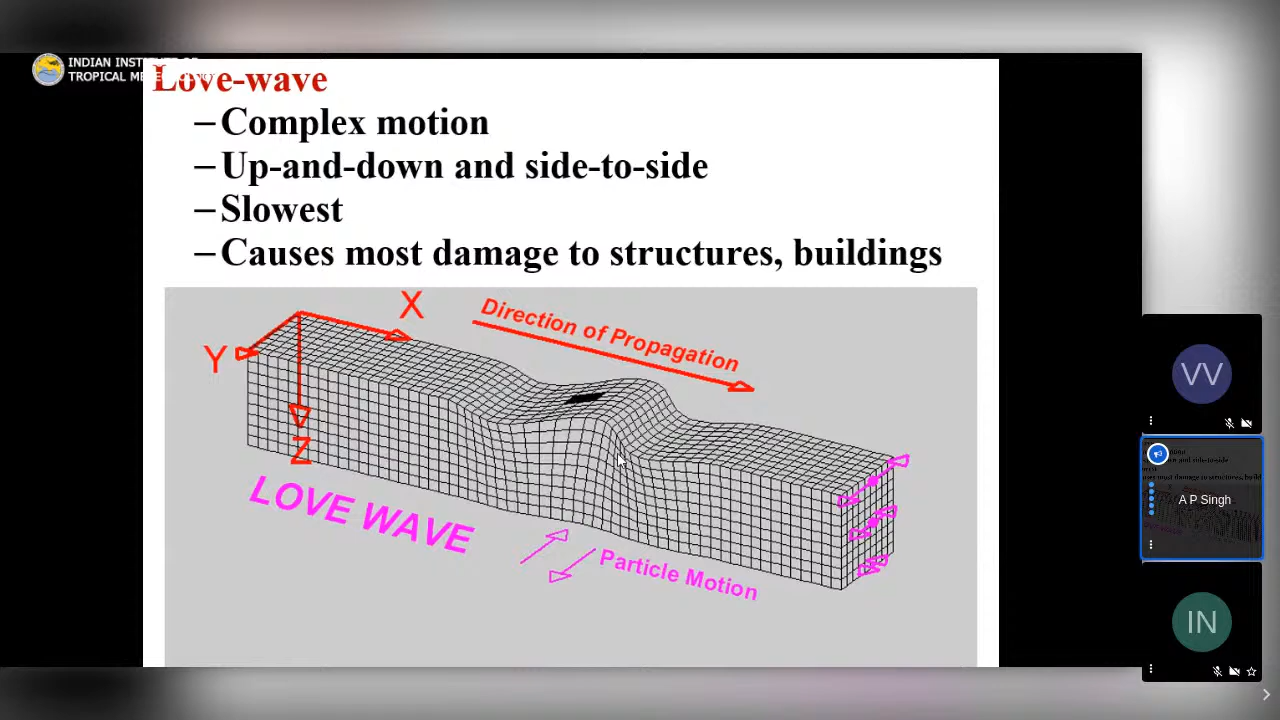 INDIAN INSTITUTE OF
TROPICAL
Love-wave
–Complex motion
–Up-and-down and side-to-side
–Slowest
–Causes most damage to structures, buildings
X
Direction of Propagation
Y
Z
LOVE WAVE
Particle Motion
VV
A P Singh
IN